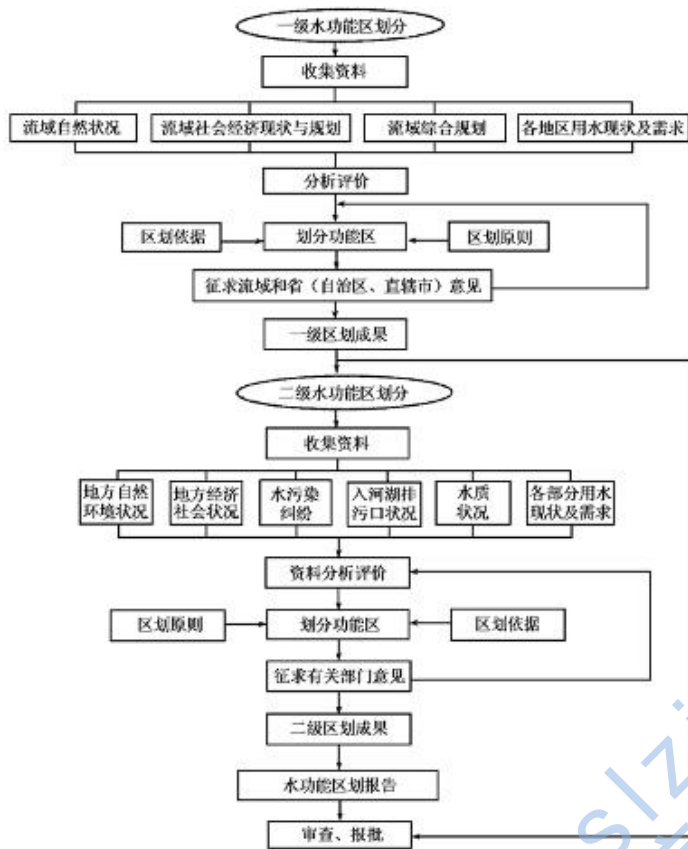 一级水功能区划分
收集资料
流域自然状况
流域社会经济现状与规划
流域综合规划
各地区用水现状及需求
分析评价
区划依据
划分功能区
区划原则
征求流域和省（自治区、直辖市）意见
一级区划成果
二级水功能区划分
收集资料
地方自然
环境状况
地方经济
社会状况
水污染
纠纷
入河湖排
污口状况
水质
状况
各部分用水
现状及需求
资料分析评价
区划原则
划分功能区
区划依据
征求有关部门意见
二级区划成果
水功能区划报告
审查、报批